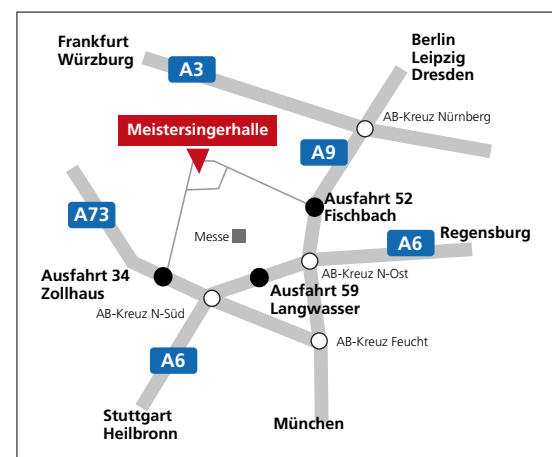 Frankfurt
Würzburg
A3
Berlin
Leipzig
Dresden
AB-Kreuz Nürnberg
Meistersingerhalle
A9
Ausfahrt 52
Fischbach
A73
Messe
A6
Regensburg
Ausfahrt 34
Zollhaus
AB-Kreuz N-Ost
Ausfahrt 59
Langwasser
AB-Kreuz N-Süd
AB-Kreuz Feucht
A6
Stuttgart
Heilbronn
München